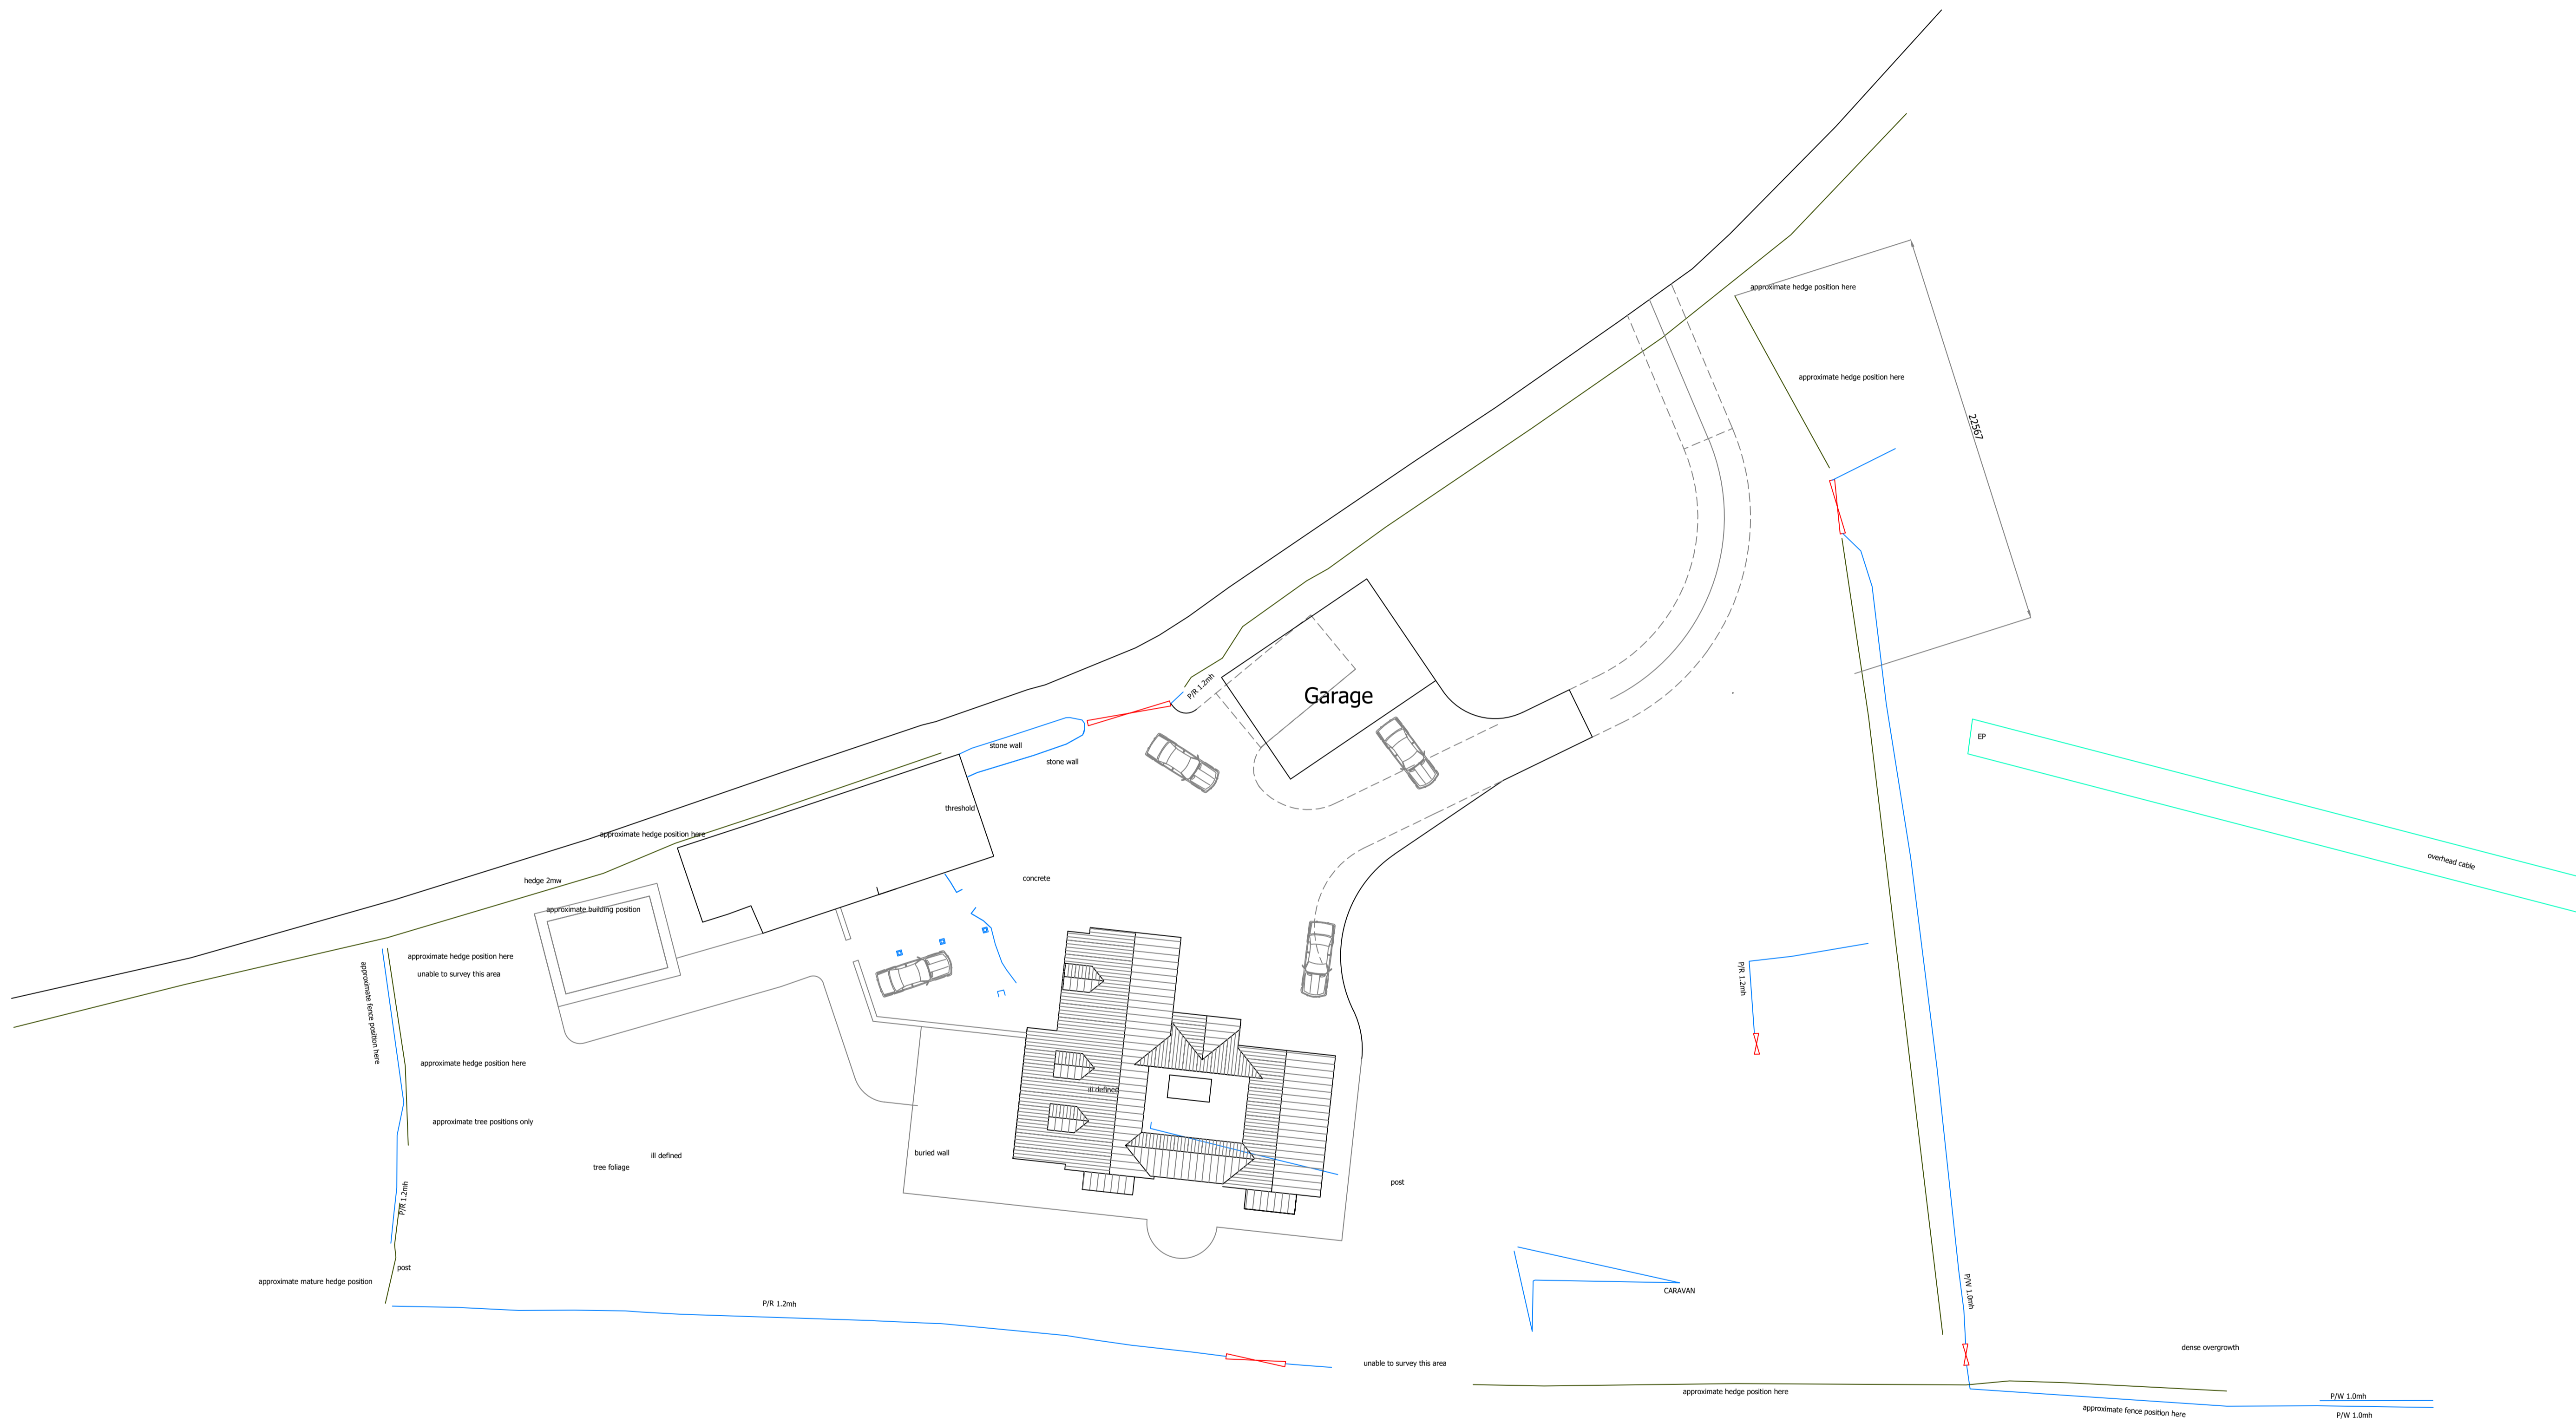 approximate hedge position here
approximate hedge position here
22567
P/R 1.2mh
Garage
EP
stone wall
stone wall
threshold
approximate hedge position here
overhead cable
hedge 2mw
concrete
approximate building position
approximate hedge position here
unable to survey this area
approximate fence position here
P/R 1.2mh
approximate hedge position here
ill defined
approximate tree positions only
buried wall
ill defined
tree foliage
post
P/R 1.2mh
post
approximate mature hedge position
CARAVAN
P/W 1.0mh
P/R 1.2mh
dense overgrowth
unable to survey this area
approximate hedge position here
P/W 1.0mh
approximate fence position here
P/W 1.0mh